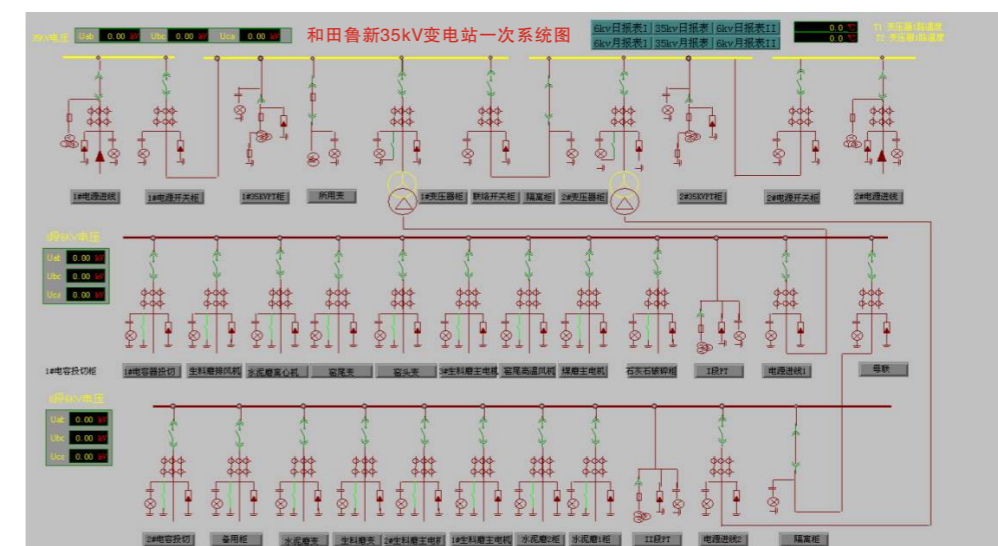 和田鲁新35kV变电站一次系统图
35KV电压 Uab 0.00 kV Ubc 0.00 kV Uca 0.00 kV
6kv日报表I 35kv日报表 6kv日报表II
6kv月报表I 35kv月报表 6kv月报表II
0.0 ℃
0.0 ℃
1#电源进线 1#电源开关柜 1#35KVPT柜 所用变 1#变压器柜 联络开关柜 隔离柜 2#变压器柜 2#35KVPT柜 2#电源开关柜 2#电源进线
Uab 0.00 kV
Ubc 0.00 kV
Uca 0.00 kV
1#电容投切柜 1#电容器投切 生料磨排风机 水泥磨离心机 窑尾变 窑头变 3#生料磨主电机 窑尾高温风机 煤磨主电机 石灰石破碎柜 I段PT 电源进线1 母联
Uab 0.00 kV
Ubc 0.00 kV
Uca 0.00 kV
2#电容投切 备用柜 水泥磨变 生料磨变 2#生料磨主电机 1#生料磨主电机 水泥磨2柜 水泥磨1柜 II段PT 电源进线2 隔离柜